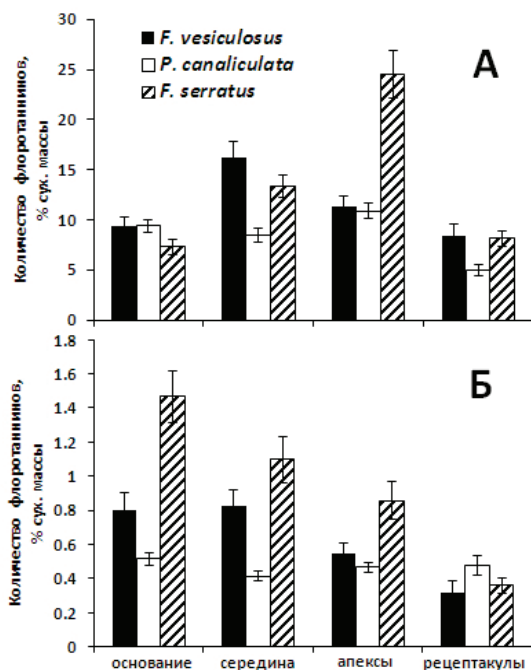 А
F. vesiculosus
P. canaliculata
F. serratus
Количество флоротаннинов,
% сух. массы
30
25
20
15
10
5
0
Б
Количество флоротаннинов,
% сух. массы
1.8
1.6
1.4
1.2
1
0.8
0.6
0.4
0.2
0
основание середина апексы рецептакулы